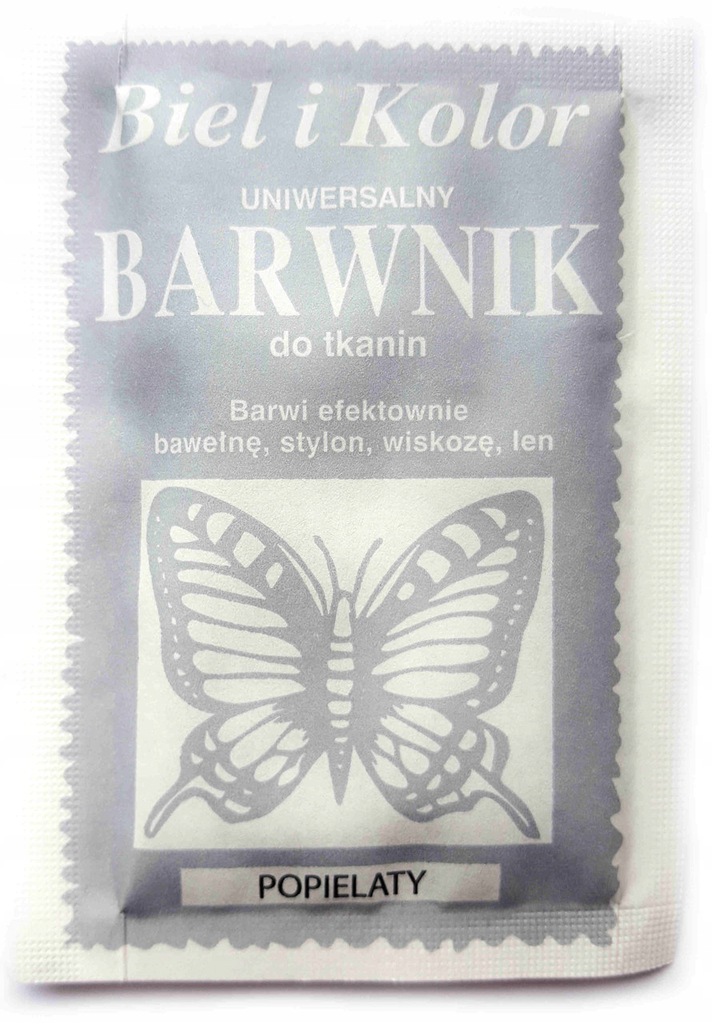 Biel i Kolor
UNIWERSALNY
BARWNIK
do tkanin
Barwi efektownie
bawełnę, stylon, wiskozę, len
POPIELATY